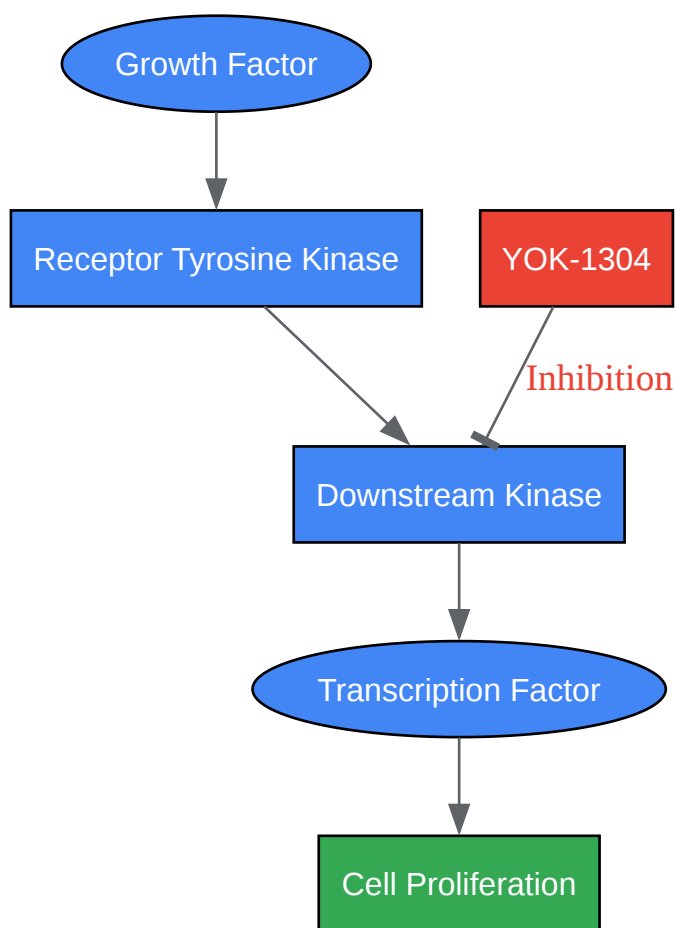 Growth Factor
Receptor Tyrosine Kinase
YOK-1304
Inhibition
Downstream Kinase
Transcription Factor
Cell Proliferation